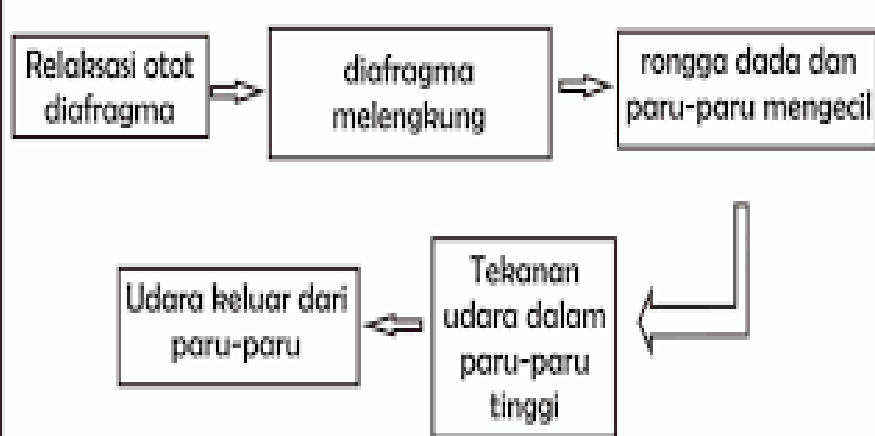 Relaksasi otot
diafragma
diafragma
melengkung
rongga dada dan
paru-paru mengecil
Tekanan
udara dalam
paru-paru
tinggi
Udara keluar dari
paru-paru